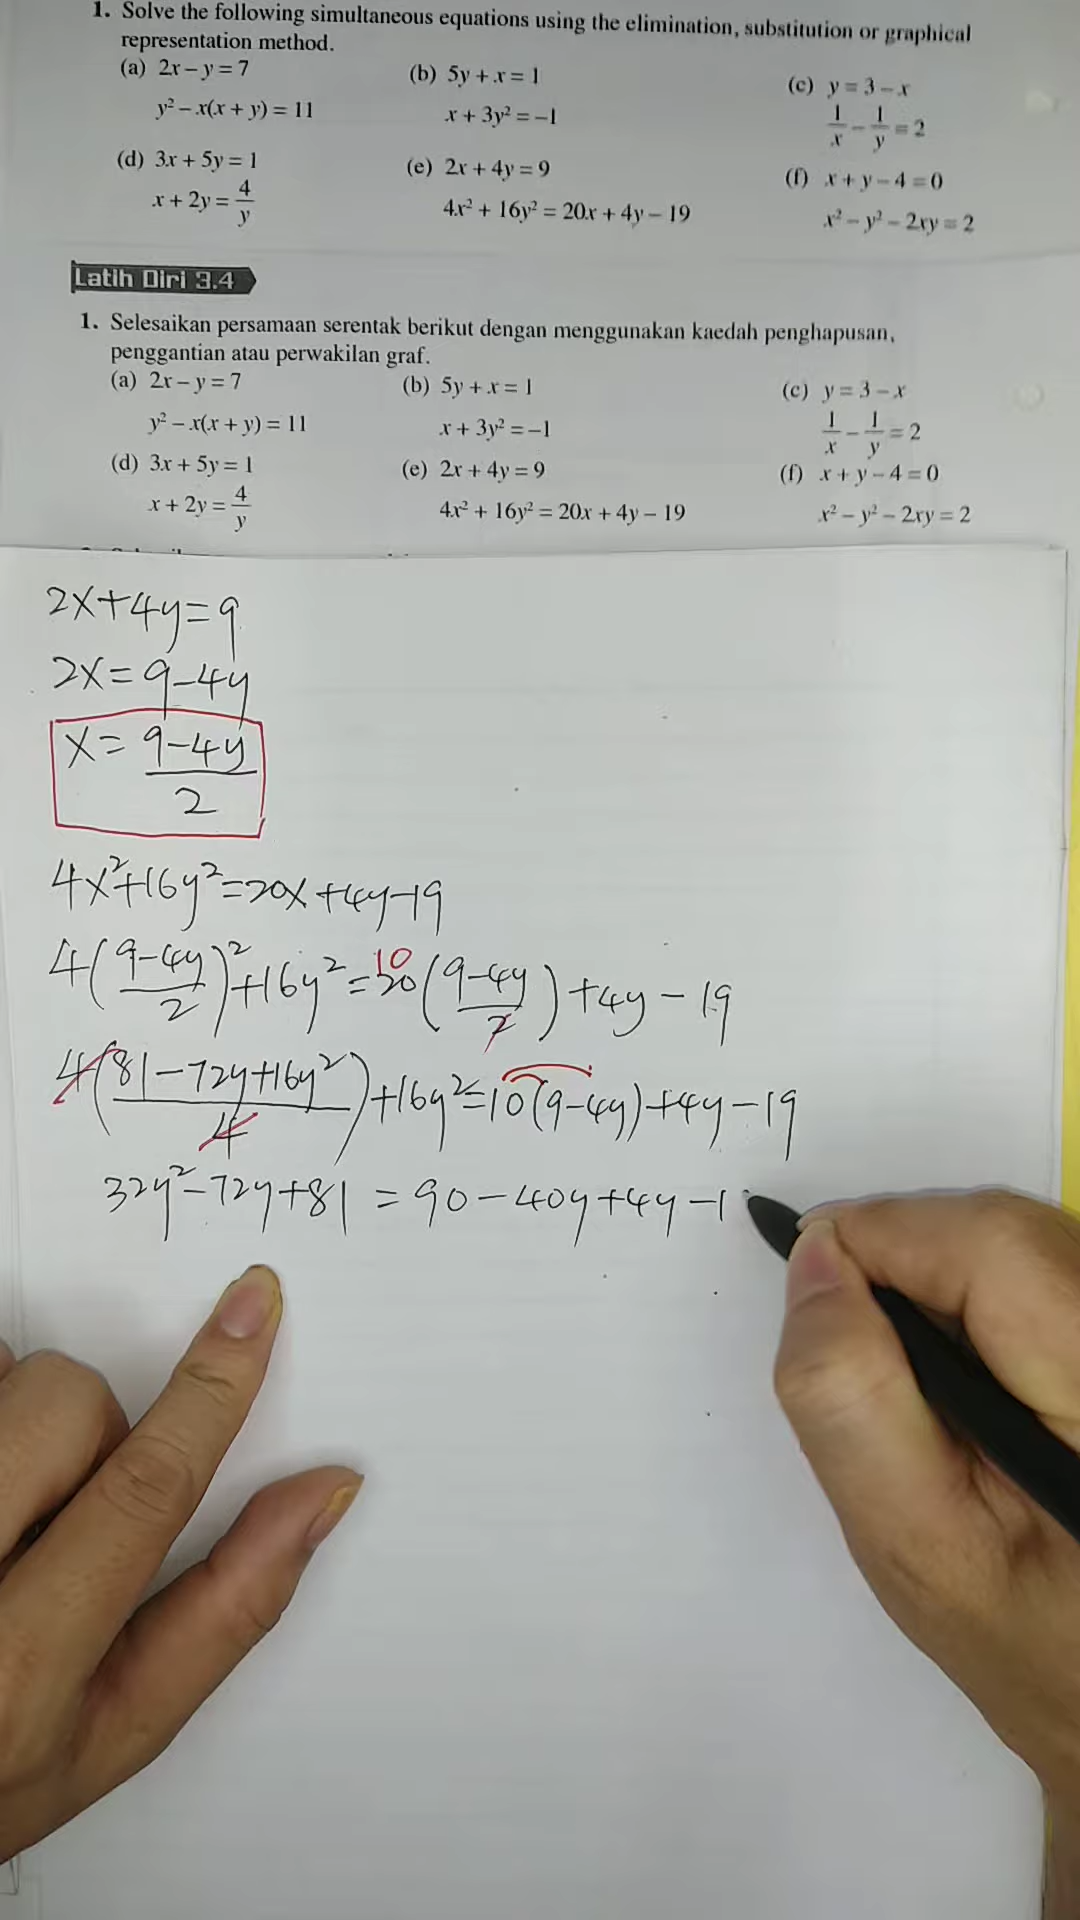 1. Solve the following simultaneous equations using the elimination, substitution or graphical
representation method.
(a) 2x – y = 7
y² – x(x + y) = 11
(b) 5y + x = 1
x + 3y² = –1
(c) y = 3 – x
1/x – 1/y = 2
(d) 3x + 5y = 1
x + 2y = 4/y
(e) 2x + 4y = 9
4x² + 16y² = 20x + 4y – 19
(f) x + y – 4 = 0
x² – y² – 2xy = 2
Latih Diri 3.4
1. Selesaikan persamaan serentak berikut dengan menggunakan kaedah penghapusan,
penggantian atau perwakilan graf.
(a) 2x – y = 7
y² – x(x + y) = 11
(b) 5y + x = 1
x + 3y² = –1
(c) y = 3 – x
1/x – 1/y = 2
(d) 3x + 5y = 1
x + 2y = 4/y
(e) 2x + 4y = 9
4x² + 16y² = 20x + 4y – 19
(f) x + y – 4 = 0
x² – y² – 2xy = 2
2x+4y=9
2x=9-4y
x= (9-4y)/2
4x²+16y²=20x+4y-19
4((9-4y)/2)²+16y²=20 10((9-4y)/2)+4y-19
4((81-72y+16y²)/4)+16y²=10(9-4y)+4y-19
32y²-72y+81 = 90-40y+4y-1